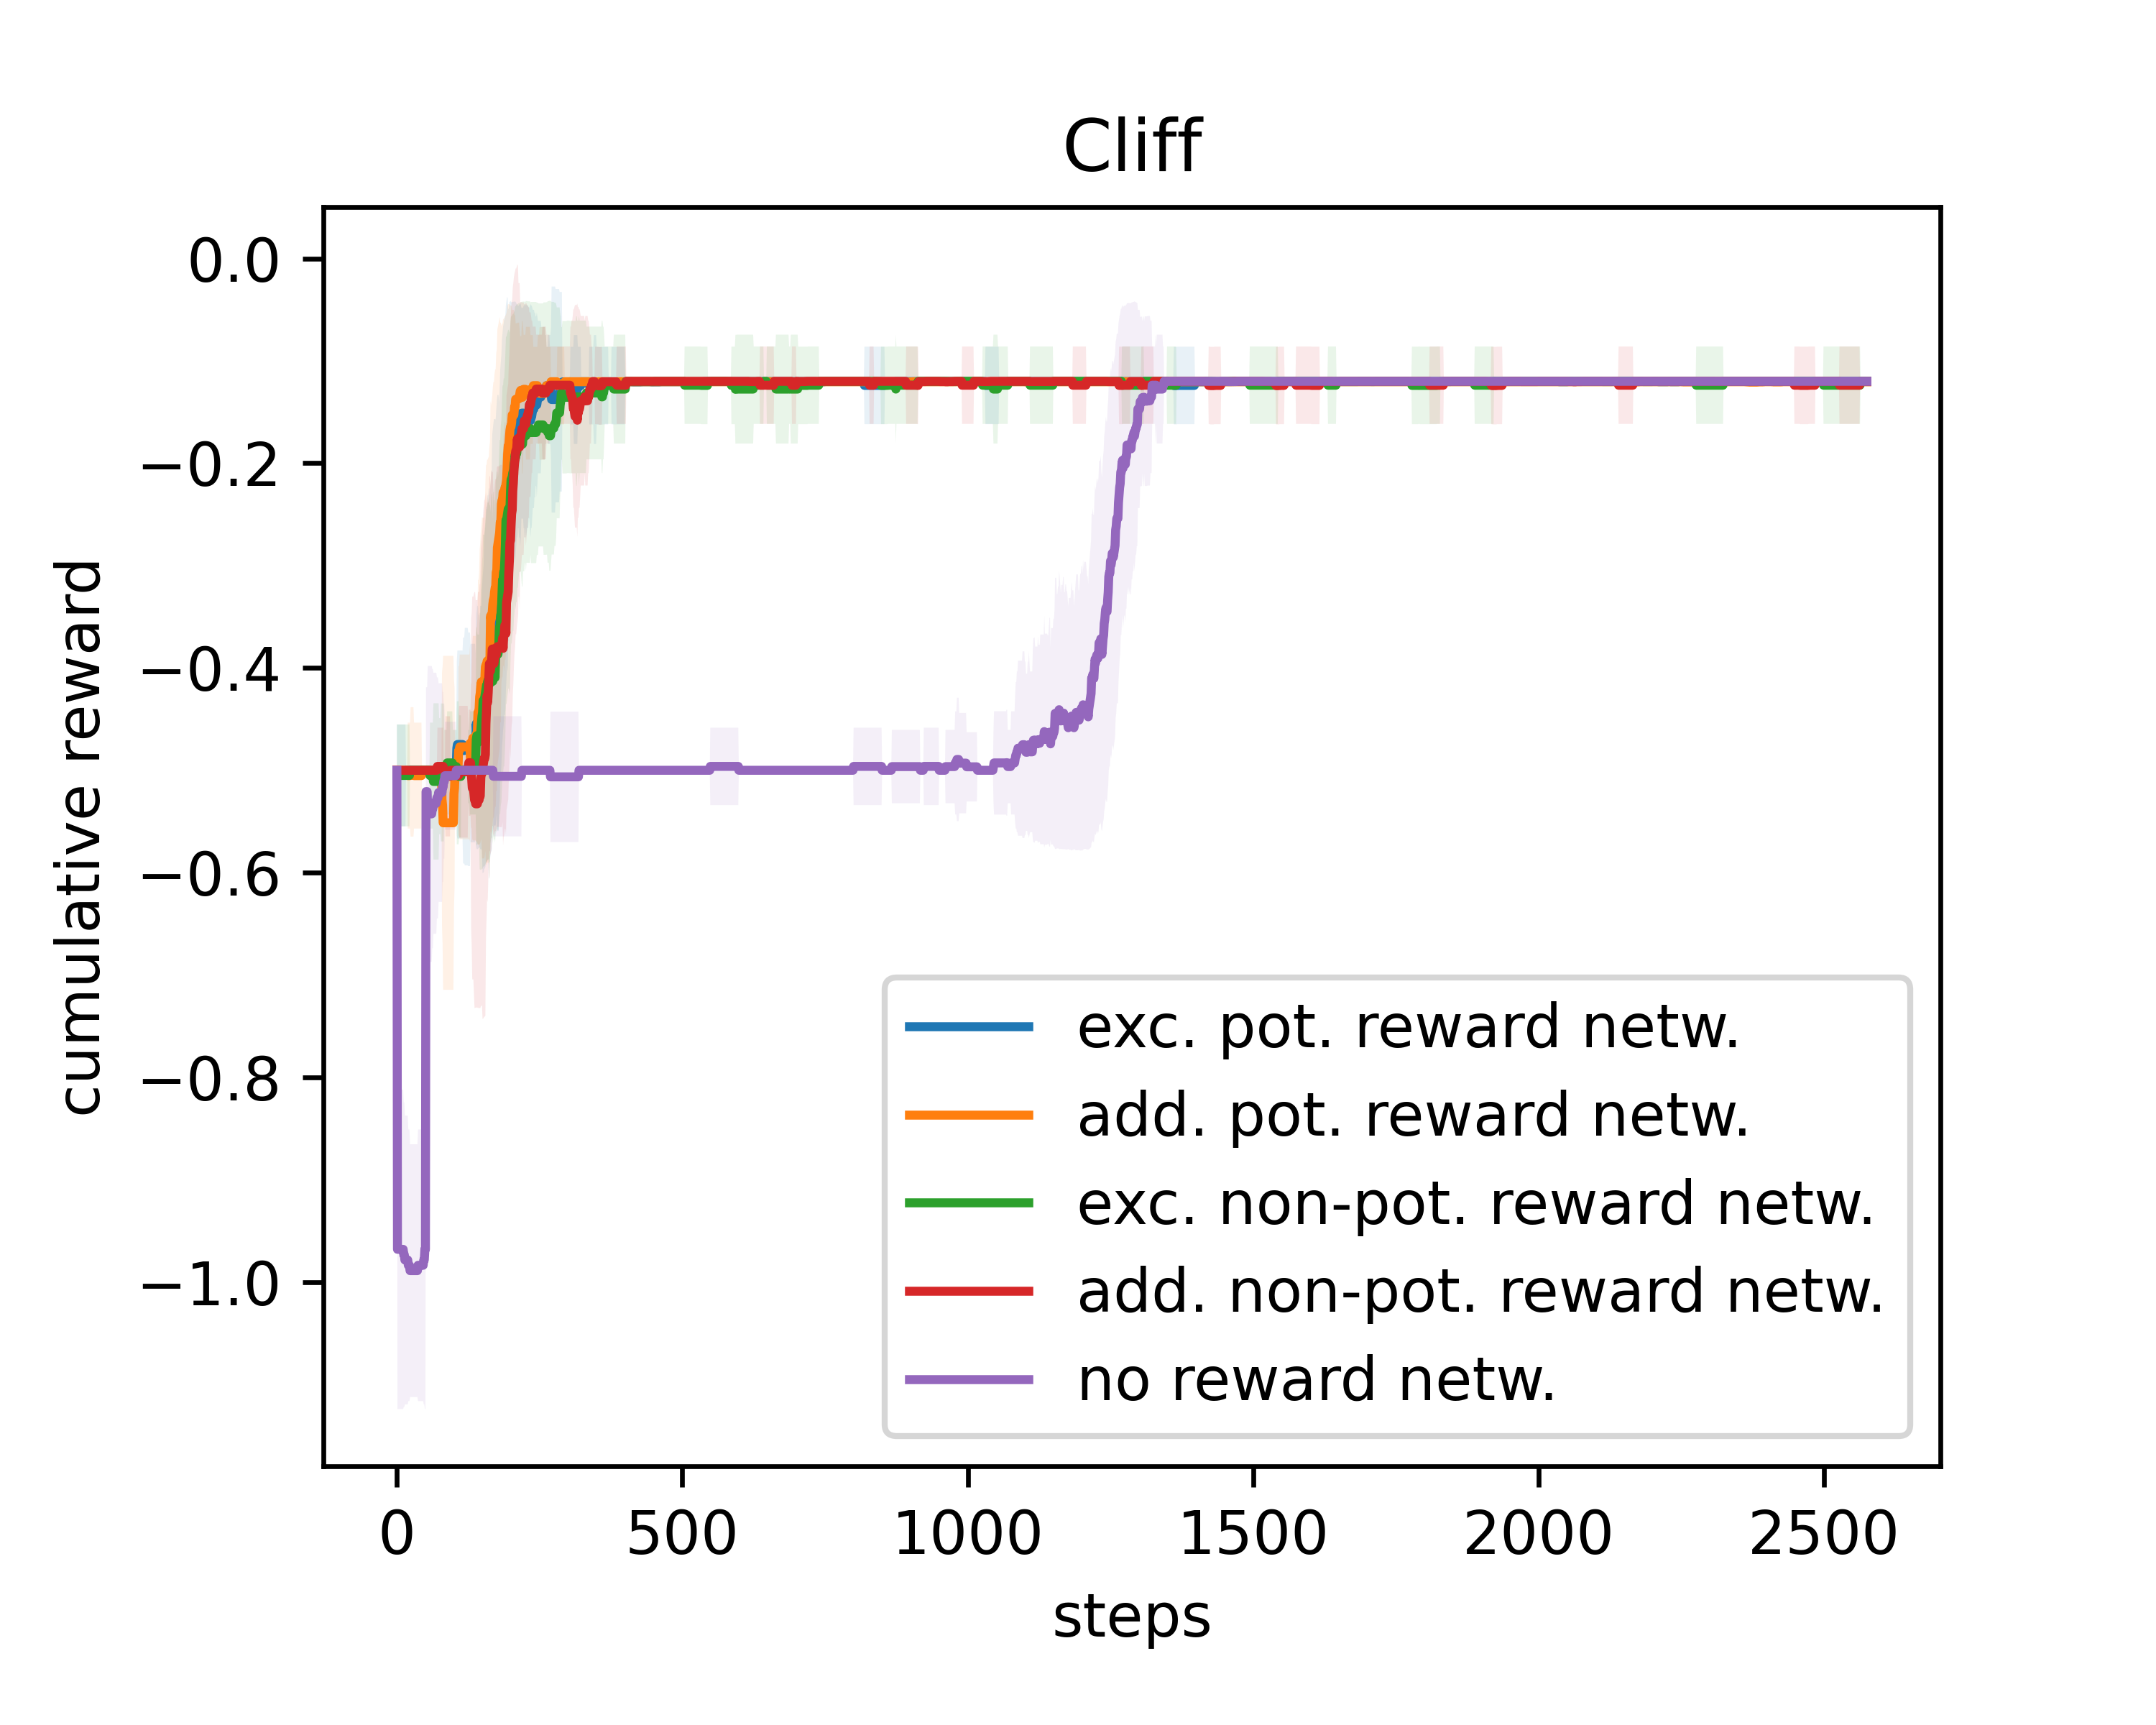 Cliff
cumulative reward
0.0
−0.2
−0.4
−0.6
−0.8
−1.0
exc. pot. reward netw.
add. pot. reward netw.
exc. non-pot. reward netw.
add. non-pot. reward netw.
no reward netw.
0 500 1000 1500 2000 2500
steps